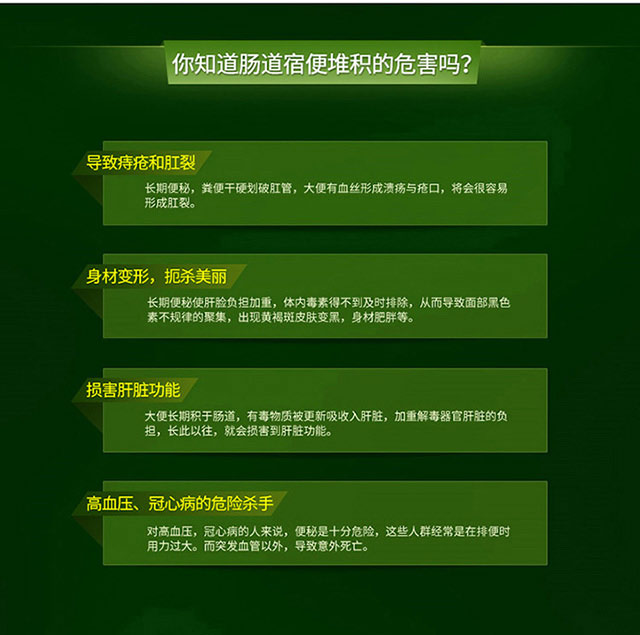 你知道肠道宿便堆积的危害吗？
导致痔疮和肛裂
长期便秘，粪便干硬划破肛管，大便有血丝形成溃疡与疮口，将会很容易
形成肛裂。
身材变形，扼杀美丽
长期便秘使肝脸负担加重，体内毒素得不到及时排除，从而导致面部黑色
素不规律的聚集，出现黄褐斑皮肤变黑，身材肥胖等。
损害肝脏功能
大便长期积于肠道，有毒物质被更新吸收入肝脏，加重解毒器官肝脏的负
担，长此以往，就会损害到肝脏功能。
高血压、冠心病的危险杀手
对高血压，冠心病的人来说，便秘是十分危险，这些人群经常是在排便时
用力过大。而突发血管以外，导致意外死亡。